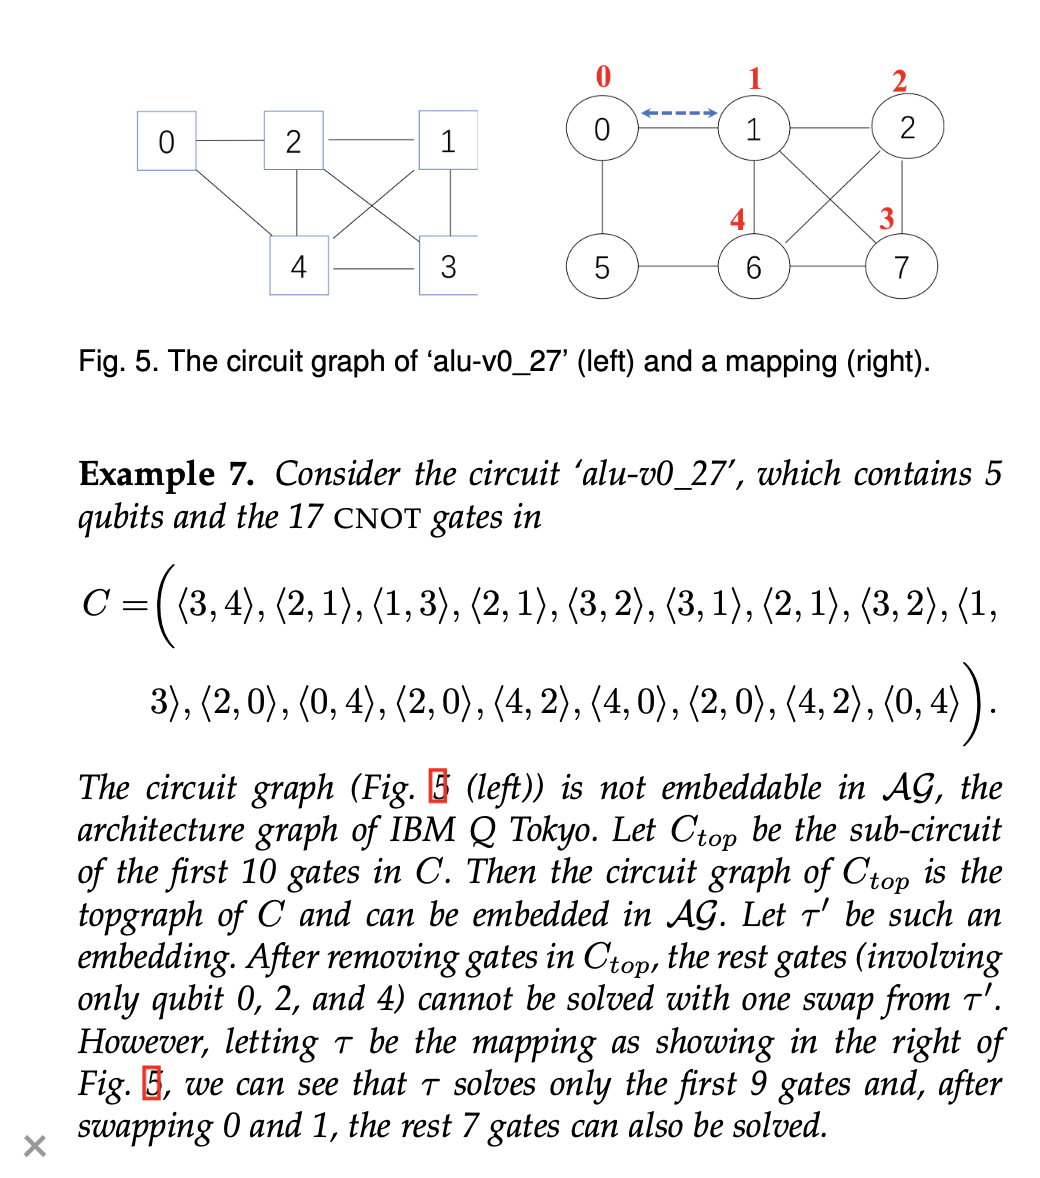 0 1 2
0 2 1 0 1 2
4 3
4 3 5 6 7
Fig. 5. The circuit graph of ‘alu-v0_27’ (left) and a mapping (right).
Example 7. Consider the circuit ‘alu-v0_27’, which contains 5
qubits and the 17 CNOT gates in
C =(⟨3, 4⟩, ⟨2, 1⟩, ⟨1, 3⟩, ⟨2, 1⟩, ⟨3, 2⟩, ⟨3, 1⟩, ⟨2, 1⟩, ⟨3, 2⟩, ⟨1,
3⟩, ⟨2, 0⟩, ⟨0, 4⟩, ⟨2, 0⟩, ⟨4, 2⟩, ⟨4, 0⟩, ⟨2, 0⟩, ⟨4, 2⟩, ⟨0, 4⟩).
The circuit graph (Fig. 5 (left)) is not embeddable in 𝒜𝒢, the
architecture graph of IBM Q Tokyo. Let C_top be the sub-circuit
of the first 10 gates in C. Then the circuit graph of C_top is the
topgraph of C and can be embedded in 𝒜𝒢. Let τ′ be such an
embedding. After removing gates in C_top, the rest gates (involving
only qubit 0, 2, and 4) cannot be solved with one swap from τ′.
However, letting τ be the mapping as showing in the right of
Fig. 5, we can see that τ solves only the first 9 gates and, after
swapping 0 and 1, the rest 7 gates can also be solved.